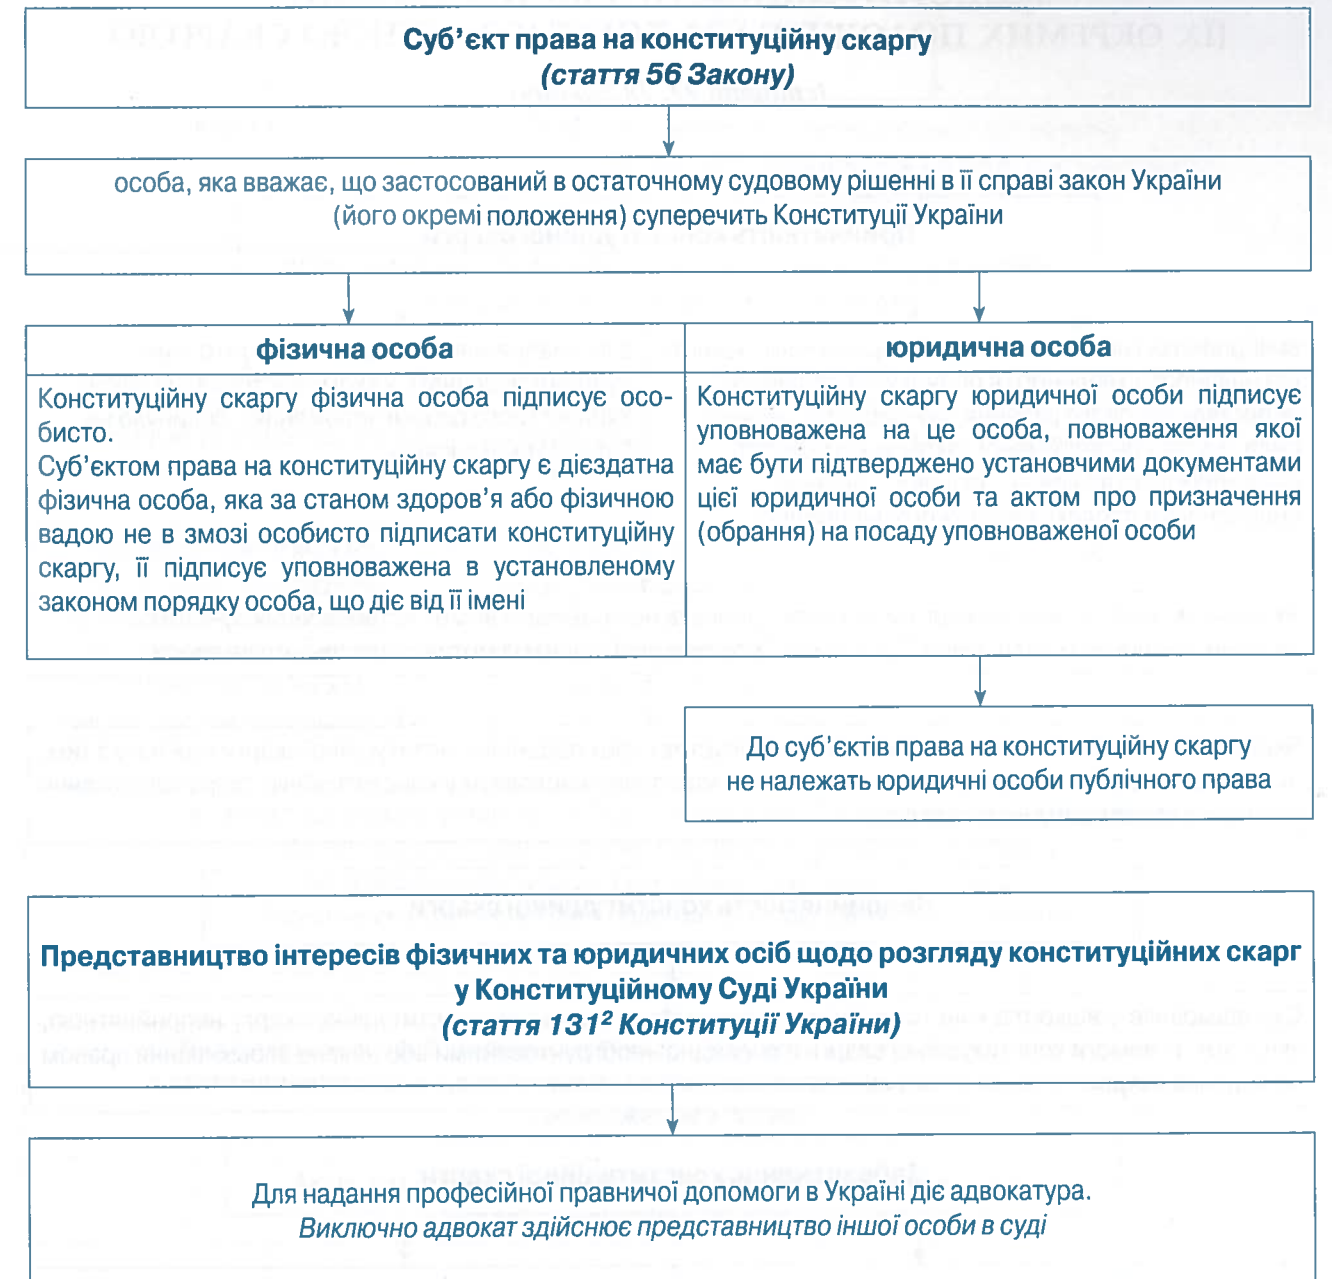 Суб’єкт права на конституційну скаргу
(стаття 56 Закону)
особа, яка вважає, що застосований в остаточному судовому рішенні в її справі закон України
(його окремі положення) суперечить Конституції України
фізична особа
Конституційну скаргу фізична особа підписує осо-
бисто.
Суб’єктом права на конституційну скаргу є дієздатна
фізична особа, яка за станом здоров’я або фізичною
вадою не в змозі особисто підписати конституційну
скаргу, її підписує уповноважена в установленому
законом порядку особа, що діє від її імені
юридична особа
Конституційну скаргу юридичної особи підписує
уповноважена на це особа, повноваження якої
має бути підтверджено установчими документами
цієї юридичної особи та актом про призначення
(обрання) на посаду уповноваженої особи
До суб’єктів права на конституційну скаргу
не належать юридичні особи публічного права
Представництво інтересів фізичних та юридичних осіб щодо розгляду конституційних скарг
у Конституційному Суді України
(стаття 131² Конституції України)
Для надання професійної правничої допомоги в Україні діє адвокатура.
Виключно адвокат здійснює представництво іншої особи в суді